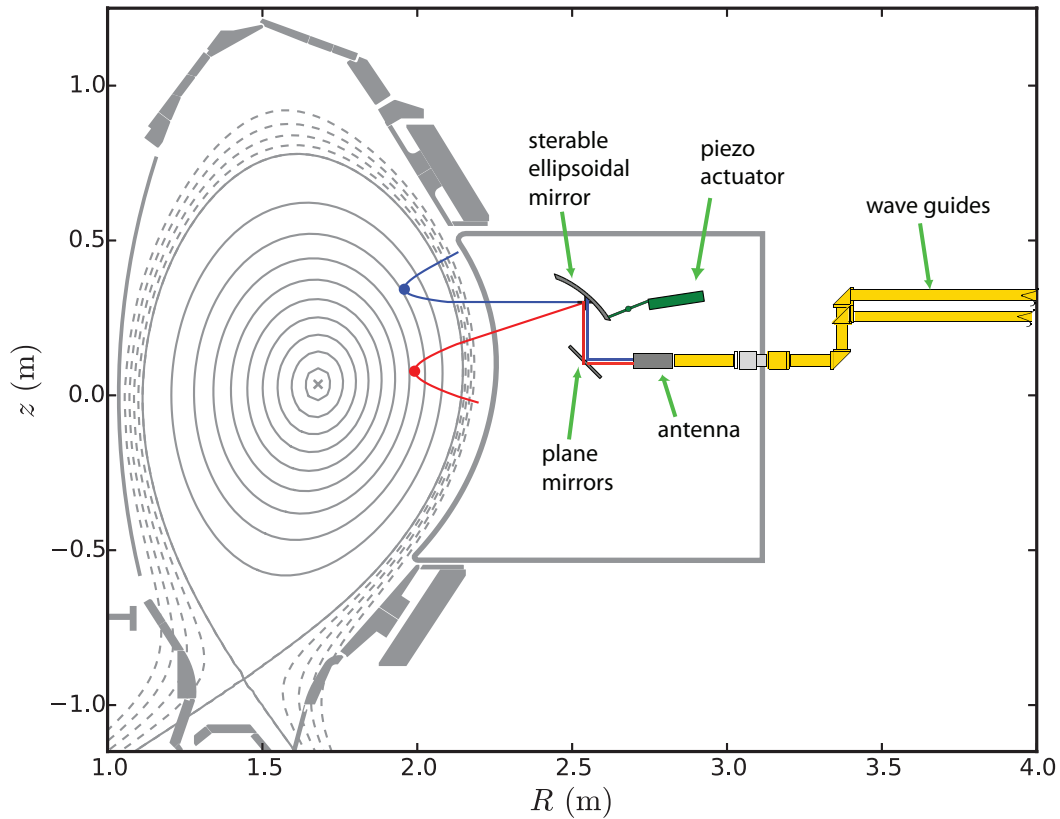 sterable
ellipsoidal
mirror
piezo
actuator
wave guides
antenna
plane
mirrors
1.0
0.5
0.0
−0.5
−1.0
z (m)
1.0 1.5 2.0 2.5 3.0 3.5 4.0
R (m)